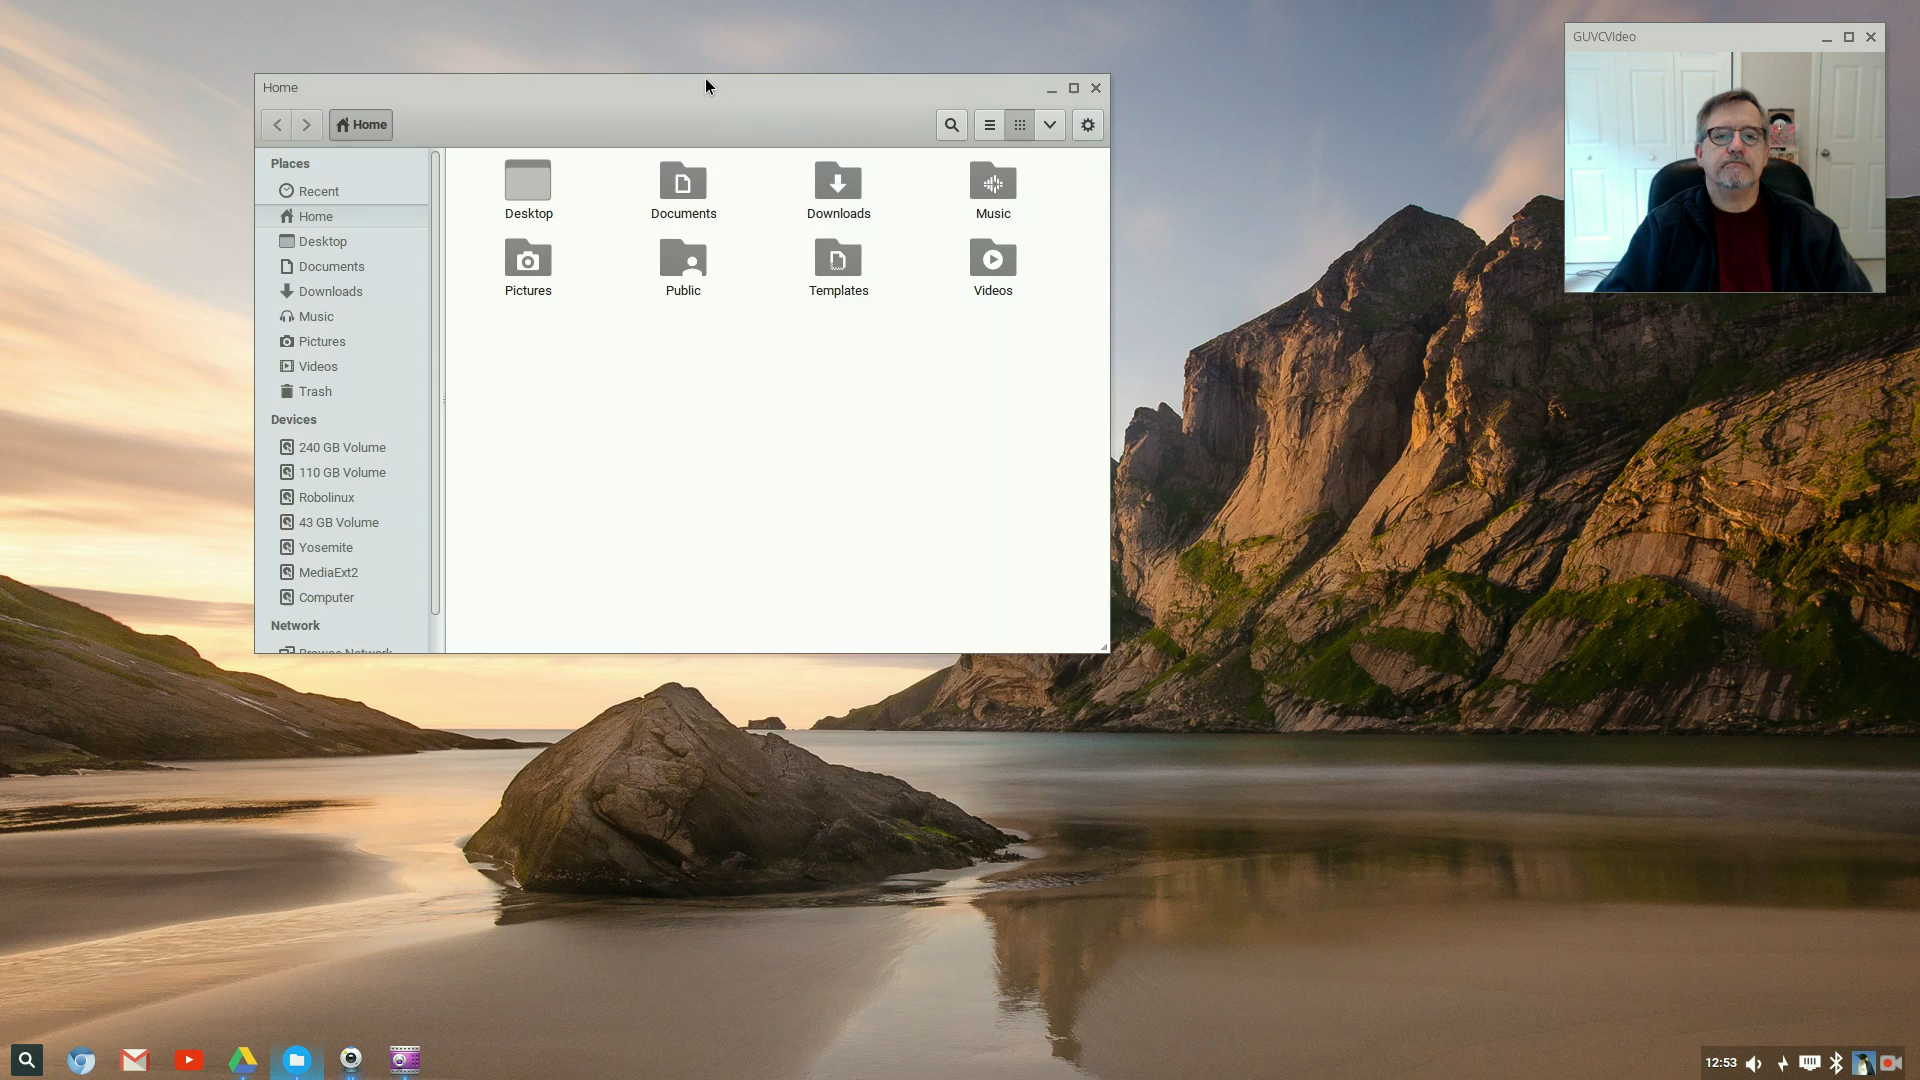 GUVCVIdeo
Home
Home
Places
Recent
Home
Desktop
Documents
Downloads
Music
Pictures
Videos
Trash
Devices
240 GB Volume
110 GB Volume
Robolinux
43 GB Volume
Yosemite
MediaExt2
Computer
Network
Browse Network
Desktop
Documents
Downloads
Music
Pictures
Public
Templates
Videos
12:53